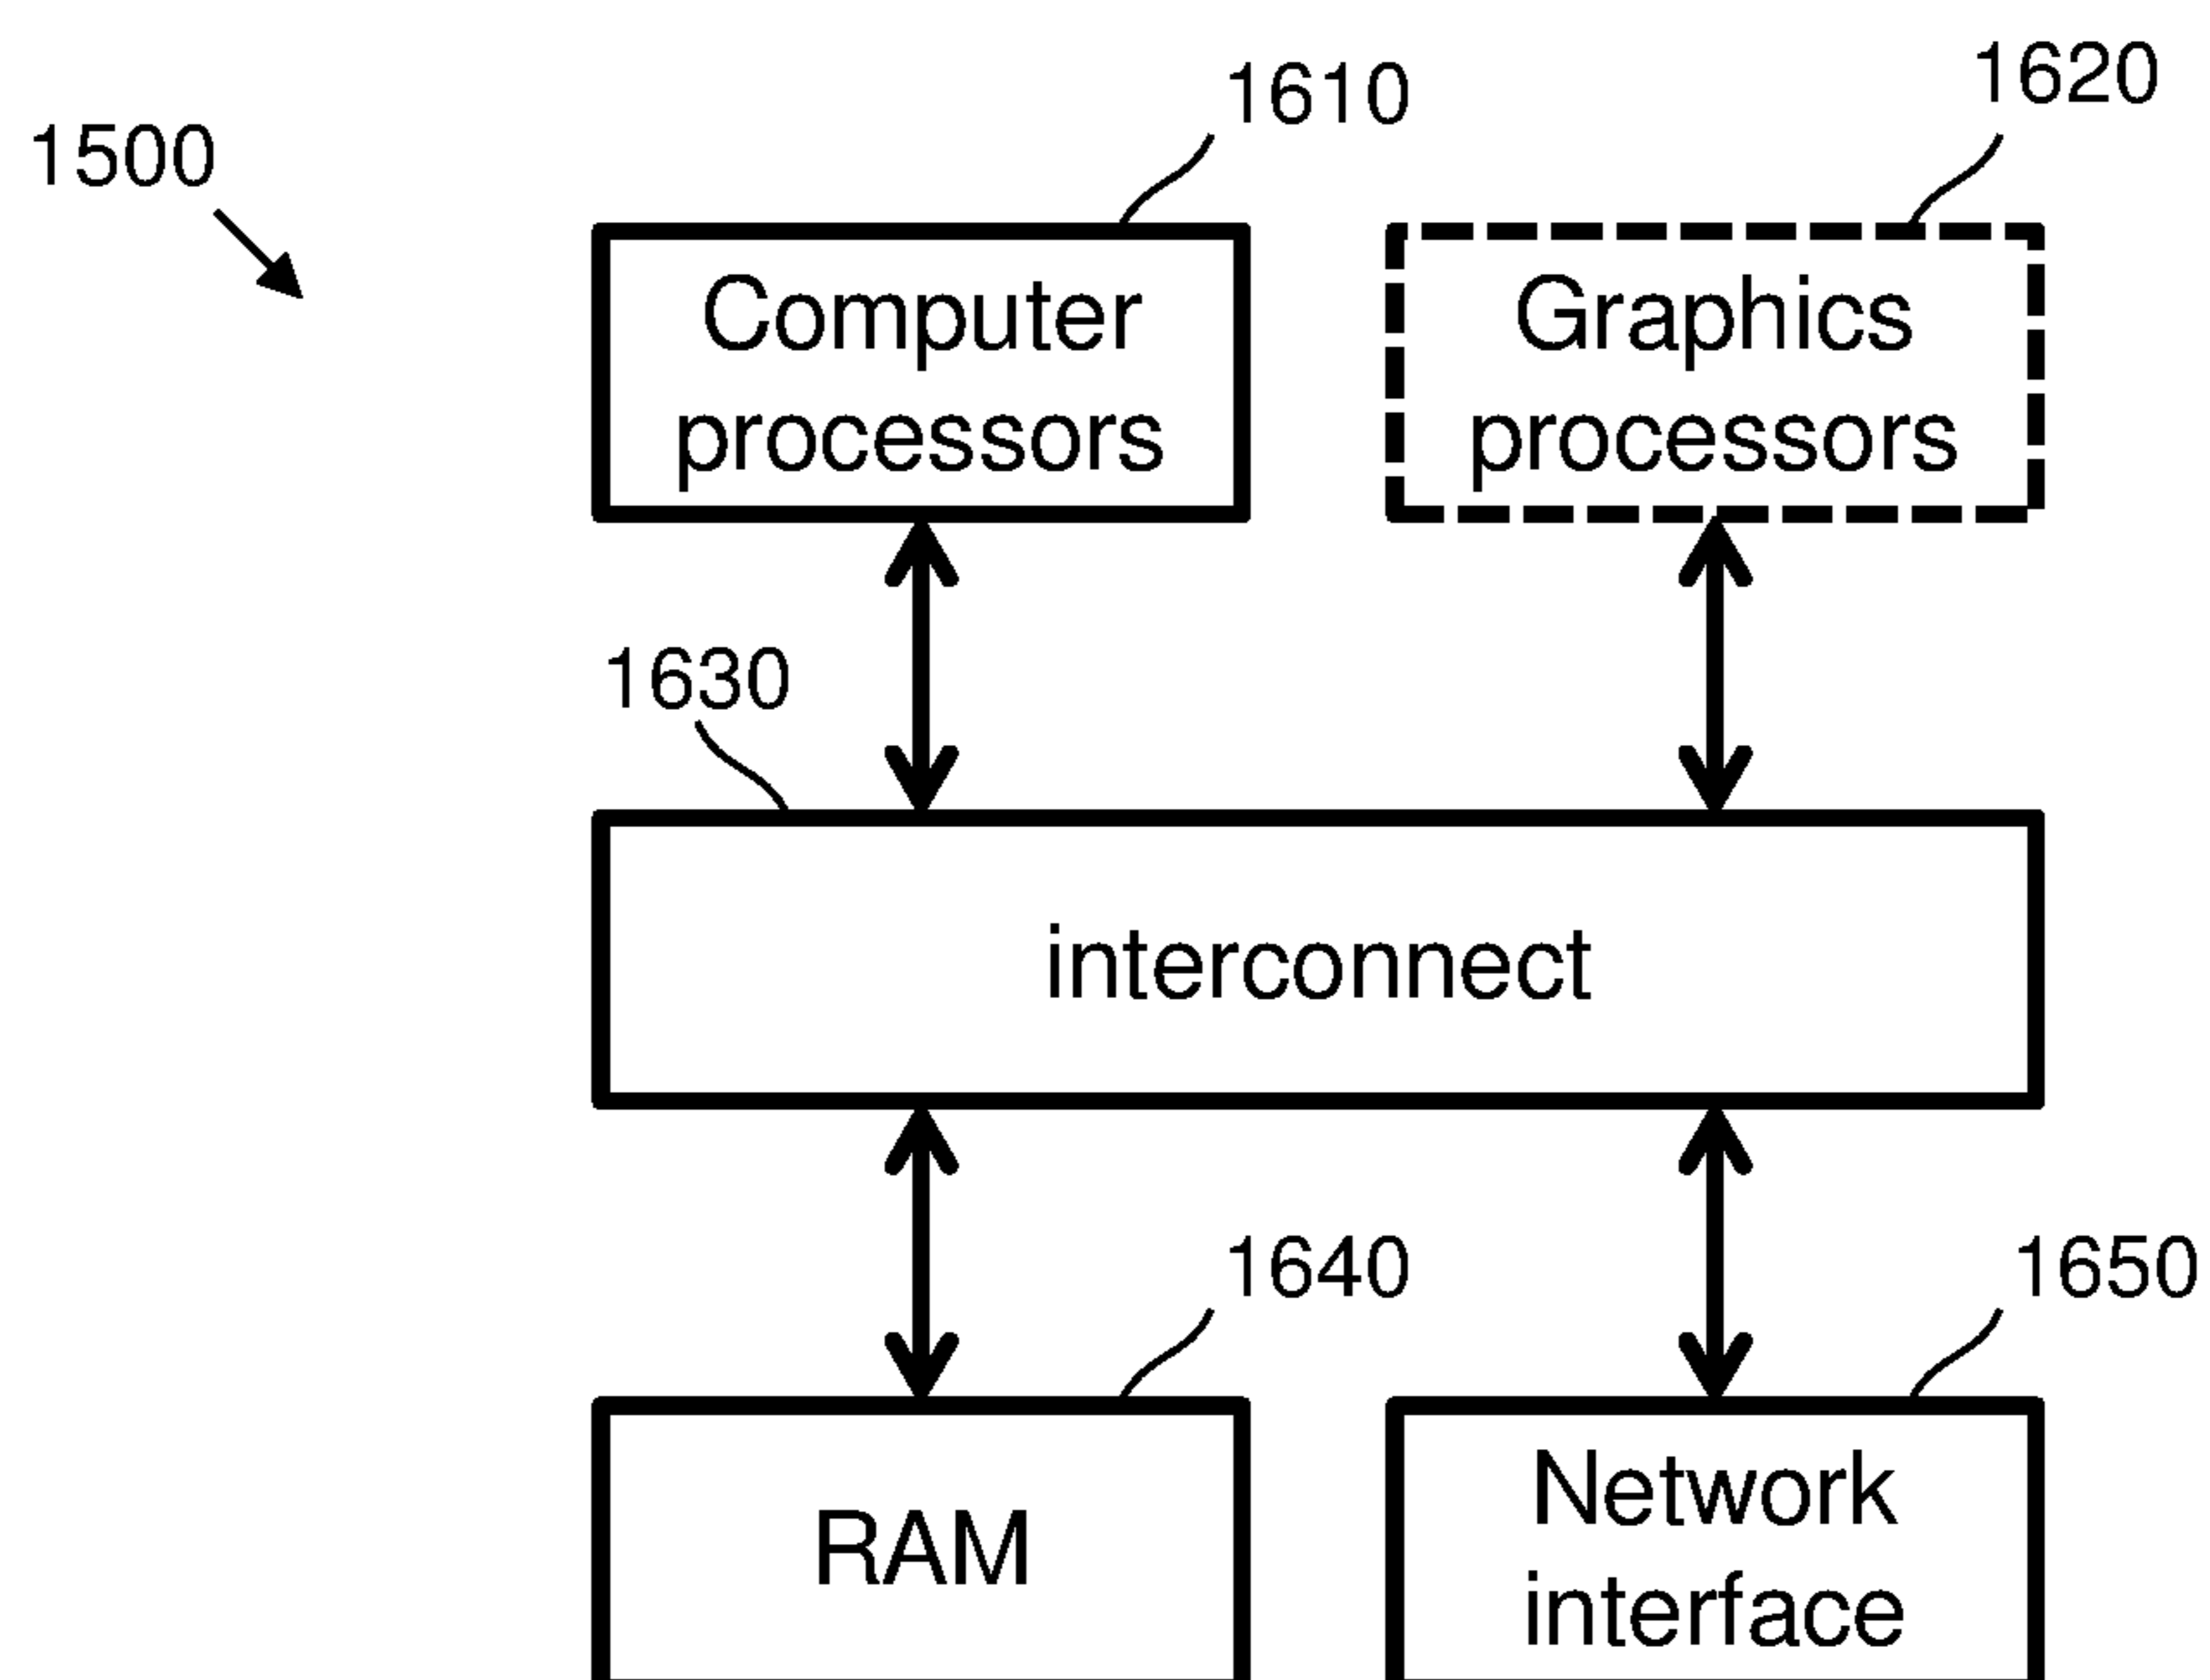 1500
1610
1620
Computer
processors
Graphics
processors
1630
interconnect
1640
1650
RAM
Network
interface